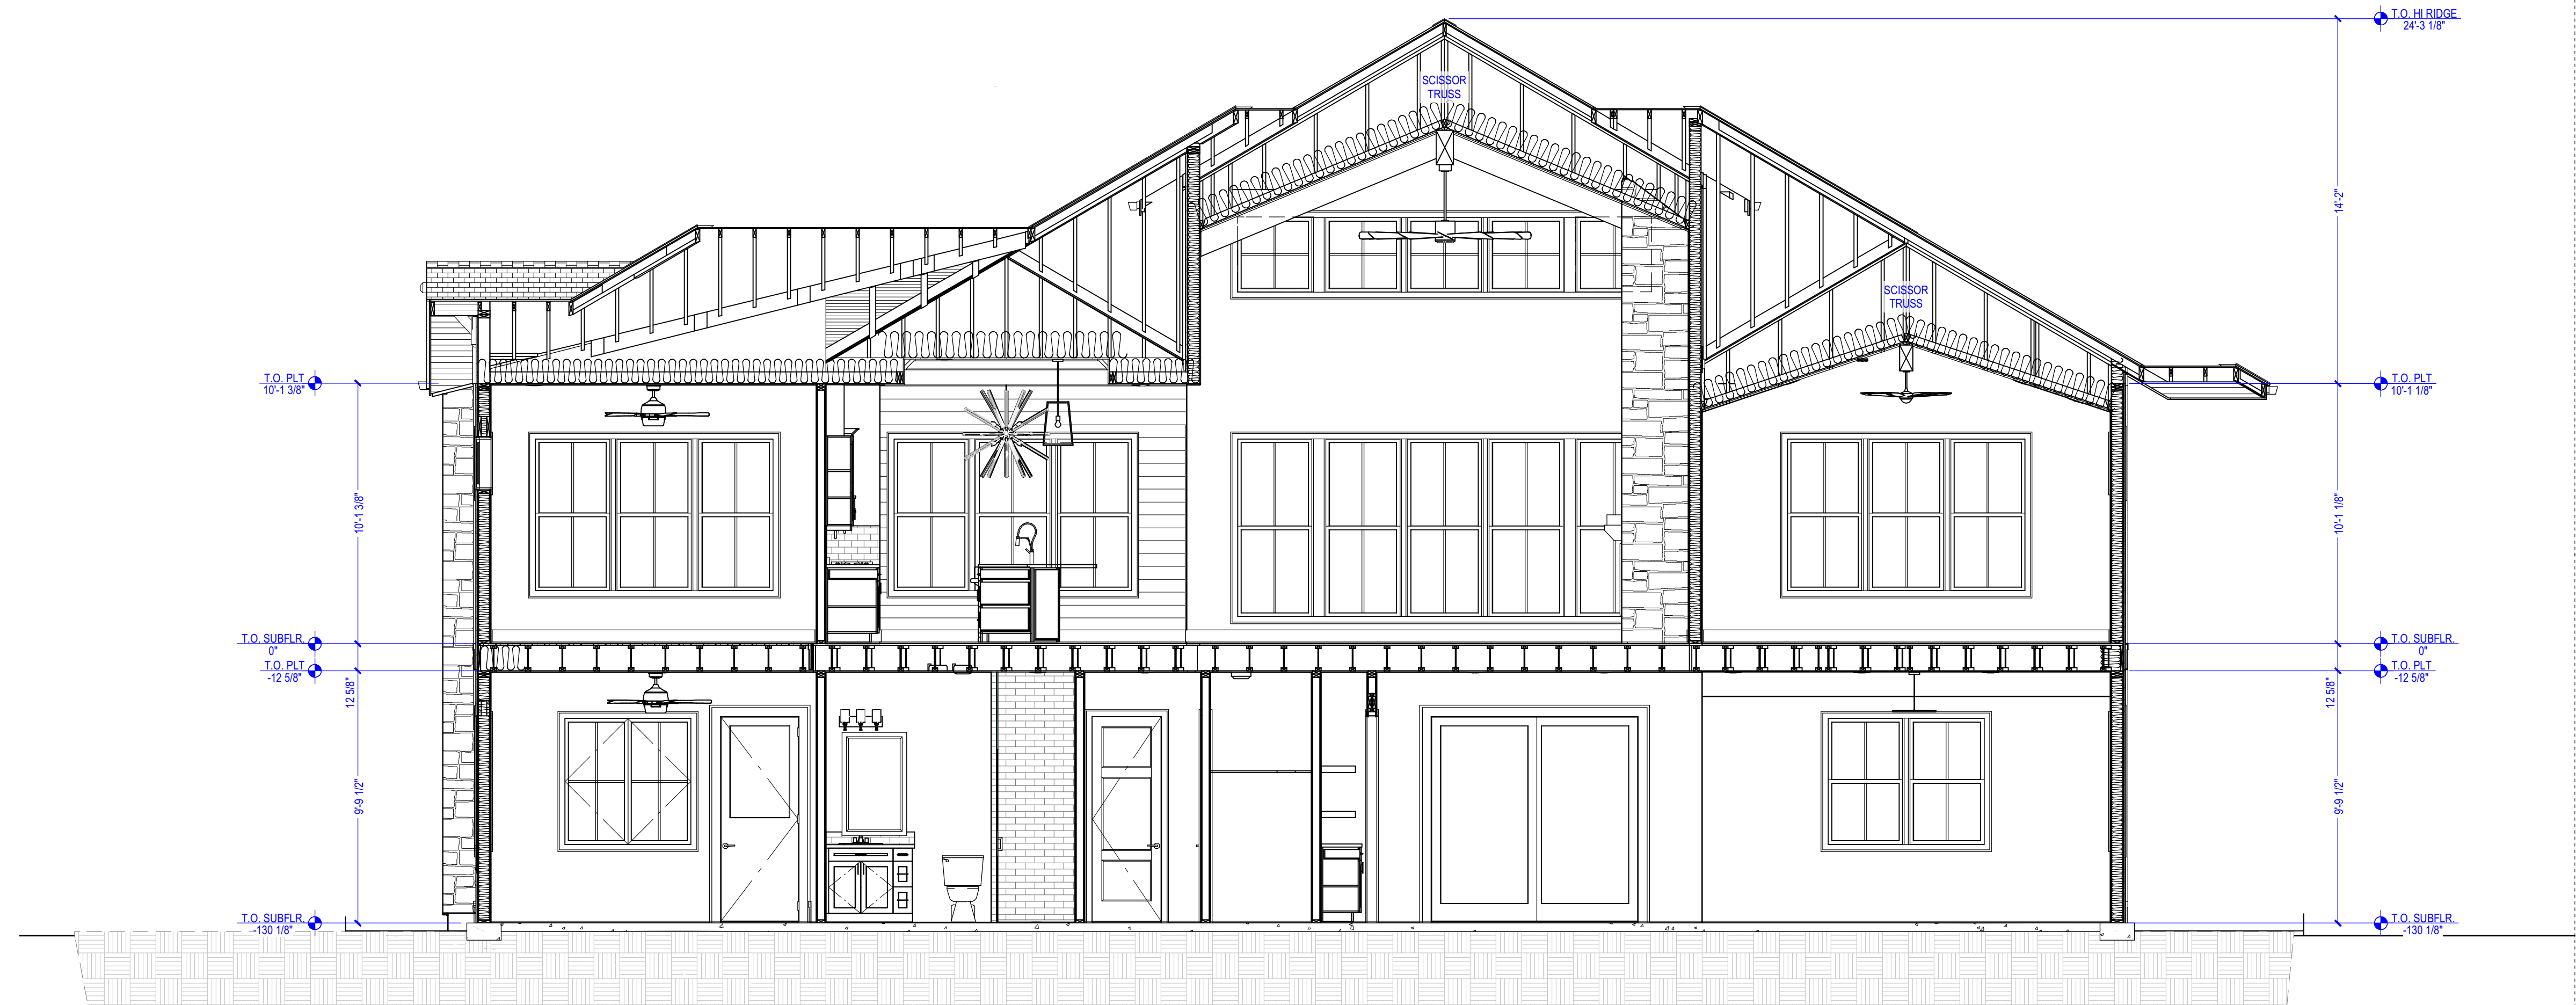 T.O. HI RIDGE
24'-3 1/8"
SCISSOR
TRUSS
14'-2"
SCISSOR
TRUSS
T.O. PLT
10'-1 3/8"
T.O. PLT
10'-1 1/8"
10'-1 3/8"
10'-1 1/8"
T.O. SUBFLR.
0"
T.O. SUBFLR.
0"
T.O. PLT
-12 5/8"
T.O. PLT
-12 5/8"
12 5/8"
12 5/8"
9'-9 1/2"
9'-9 1/2"
T.O. SUBFLR.
-130 1/8"
T.O. SUBFLR.
-130 1/8"